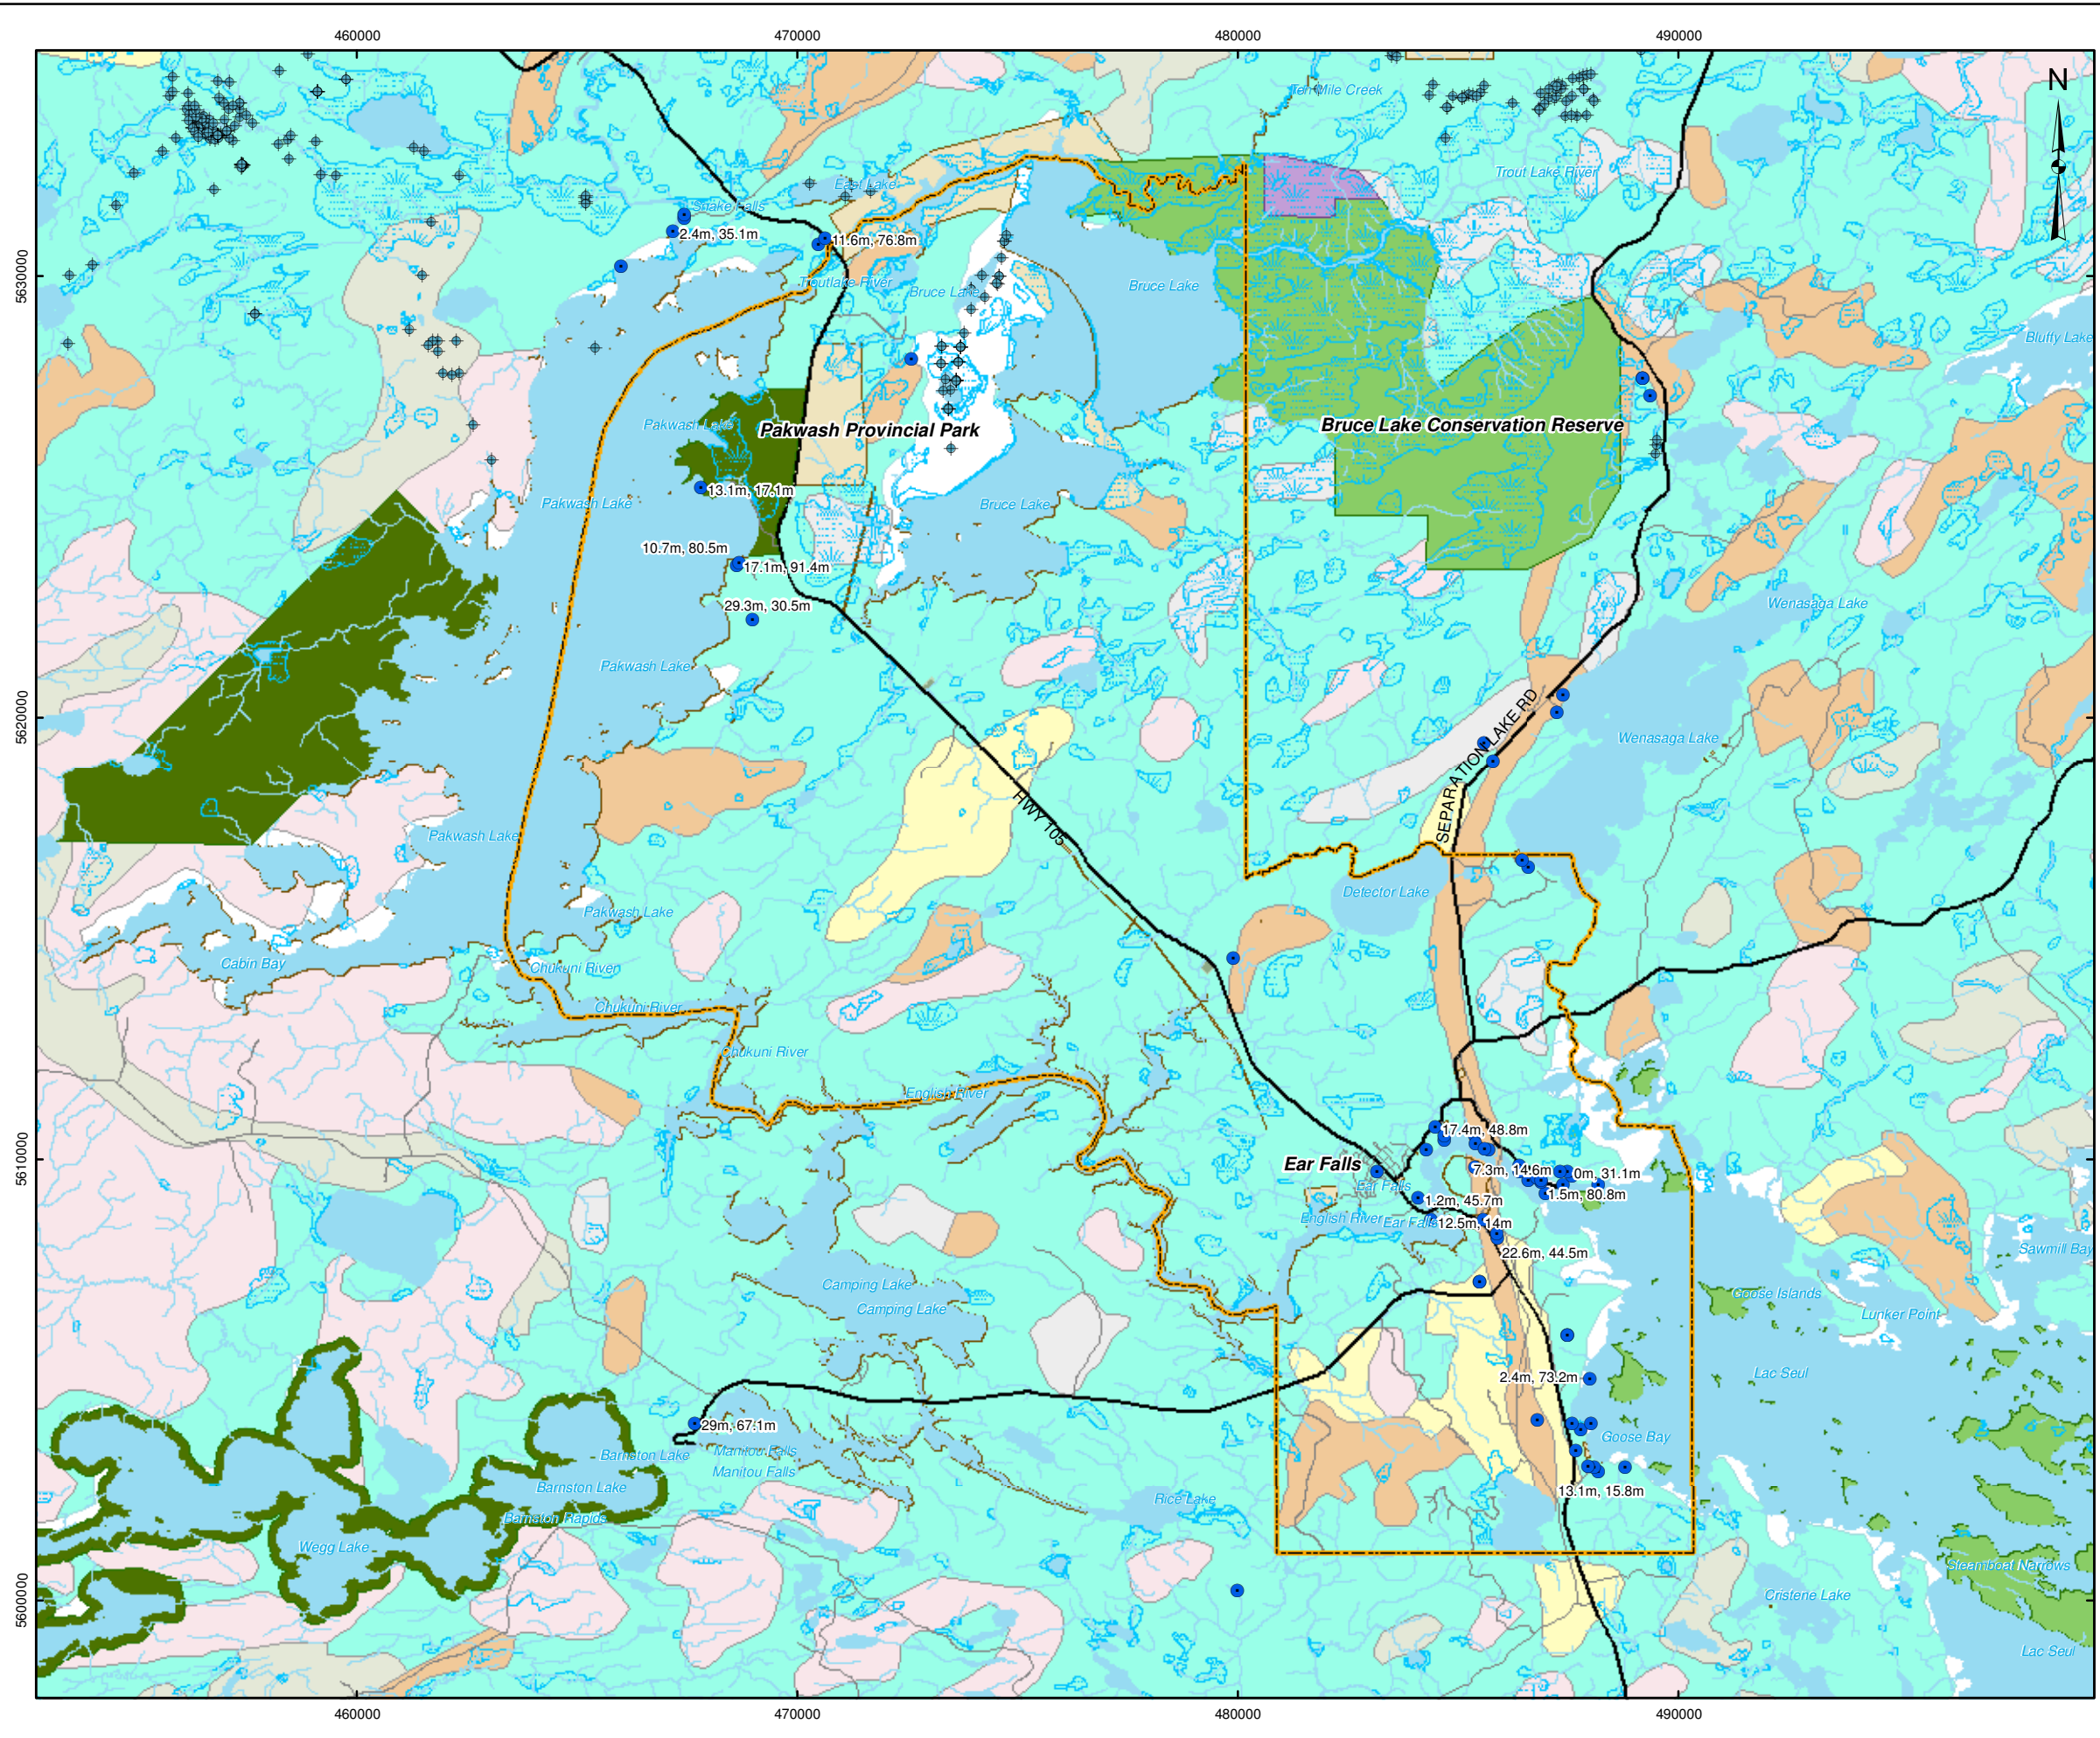 460000
470000
480000
490000
N
Ten Mile Creek
Trout Lake River
East Lake
Snake Falls
2.4m, 35.1m
11.6m, 76.8m
5630000
Troutlake River
Bruce Lake
Bruce Lake
Bluffy Lake
Pakwash Lake
Pakwash Provincial Park
Bruce Lake Conservation Reserve
13.1m, 17.1m
Pakwash Lake
Bruce Lake
10.7m, 80.5m
17.1m, 91.4m
29.3m, 30.5m
Wenasaga Lake
Pakwash Lake
5620000
SEPARATION LAKE RD
Wenasaga Lake
HWY 105
Pakwash Lake
Detector Lake
Pakwash Lake
Cabin Bay
Chukuni River
Chukuni River
Chukuni River
English River
17.4m, 48.8m
5610000
Ear Falls
7.3m, 14.6m
0m, 31.1m
Ear Falls
1.2m, 45.7m
1.5m, 80.8m
English River
Ear Falls
12.5m, 14m
22.6m, 44.5m
Sawmill Bay
Camping Lake
Camping Lake
Goose Islands
Lunker Point
2.4m, 73.2m
Lac Seul
29m, 67.1m
Goose Bay
Barnston Lake
Manitou Falls
Manitou Falls
Barnston Lake
13.1m, 15.8m
Rice Lake
Barnston Rapids
Wegg Lake
Steamboat Narrows
5600000
Cristene Lake
Lac Seul
460000
470000
480000
490000